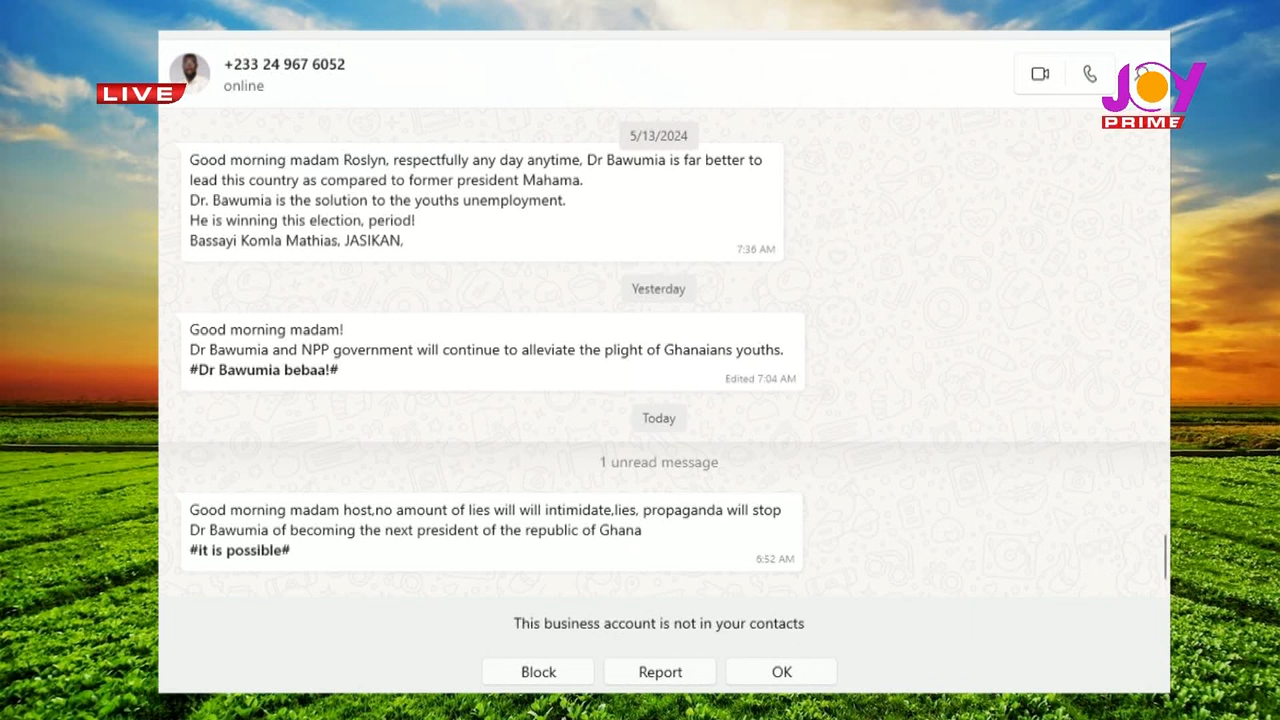 +233 24 967 6052
online
LIVE
JOY
PRIME
5/13/2024
Good morning madam Roslyn, respectfully any day anytime, Dr Bawumia is far better to
lead this country as compared to former president Mahama.
Dr. Bawumia is the solution to the youths unemployment.
He is winning this election, period!
Bassayi Komla Mathias, JASIKAN,
7:36 AM
Yesterday
Good morning madam!
Dr Bawumia and NPP government will continue to alleviate the plight of Ghanaians youths.
#Dr Bawumia bebaa!#
Edited 7:04 AM
Today
1 unread message
Good morning madam host,no amount of lies will will intimidate,lies, propaganda will stop
Dr Bawumia of becoming the next president of the republic of Ghana
#it is possible#
6:52 AM
This business account is not in your contacts
Block
Report
OK